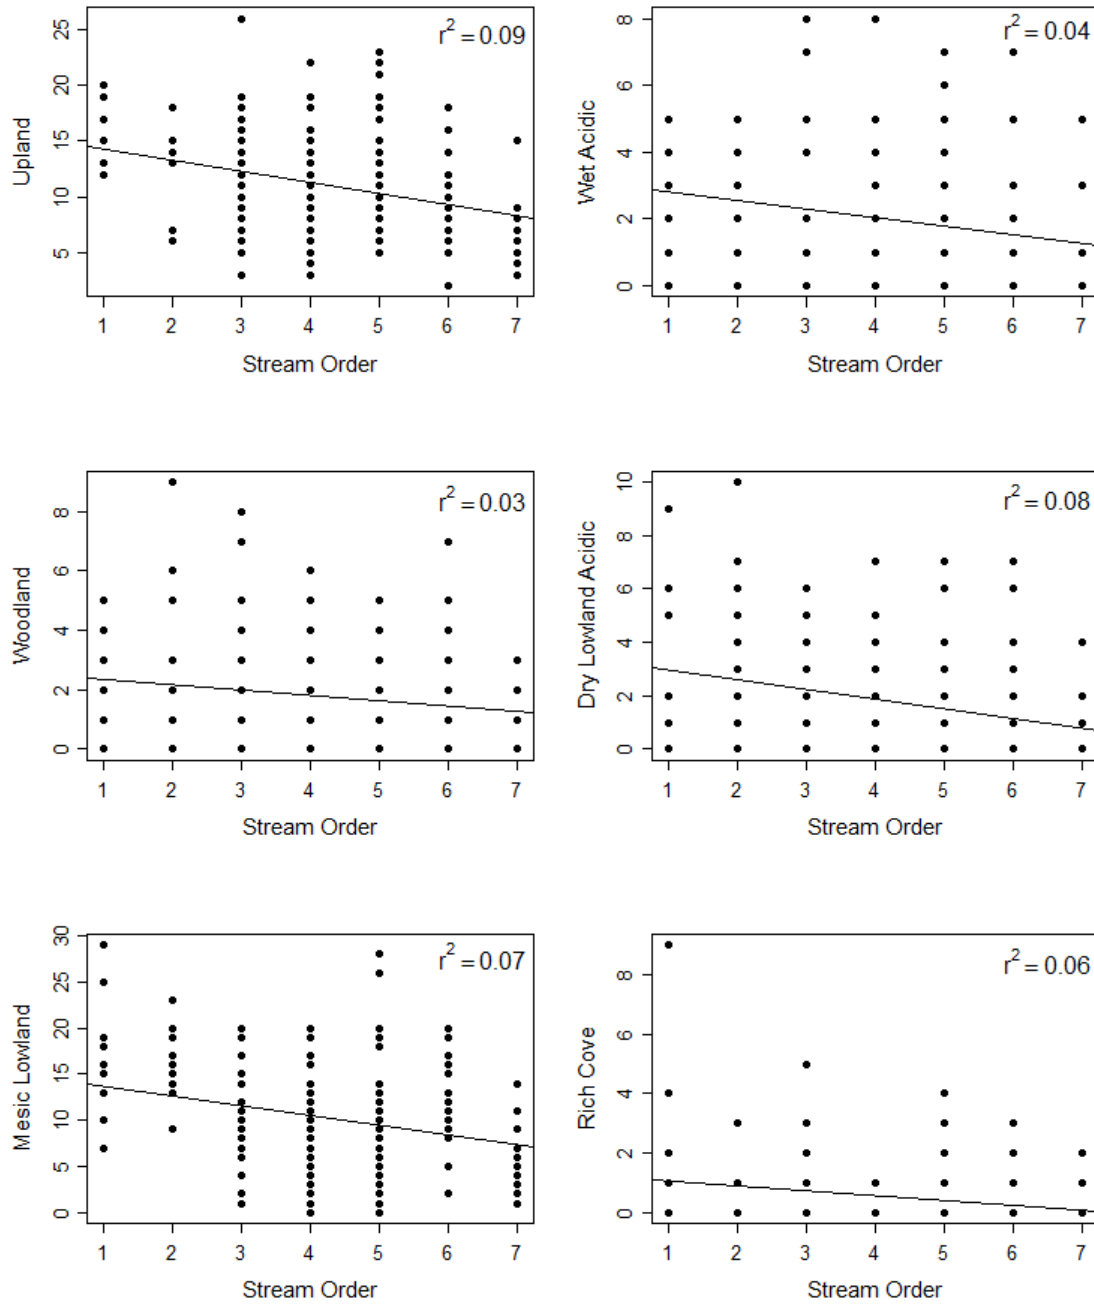 r² = 0.09
Upland
25
20
15
10
5
1 2 3 4 5 6 7
Stream Order
r² = 0.04
Wet Acidic
8
6
4
2
0
1 2 3 4 5 6 7
Stream Order
r² = 0.03
Woodland
8
6
4
2
0
1 2 3 4 5 6 7
Stream Order
r² = 0.08
Dry Lowland Acidic
10
8
6
4
2
0
1 2 3 4 5 6 7
Stream Order
r² = 0.07
Mesic Lowland
30
25
20
15
10
5
0
1 2 3 4 5 6 7
Stream Order
r² = 0.06
Rich Cove
8
6
4
2
0
1 2 3 4 5 6 7
Stream Order